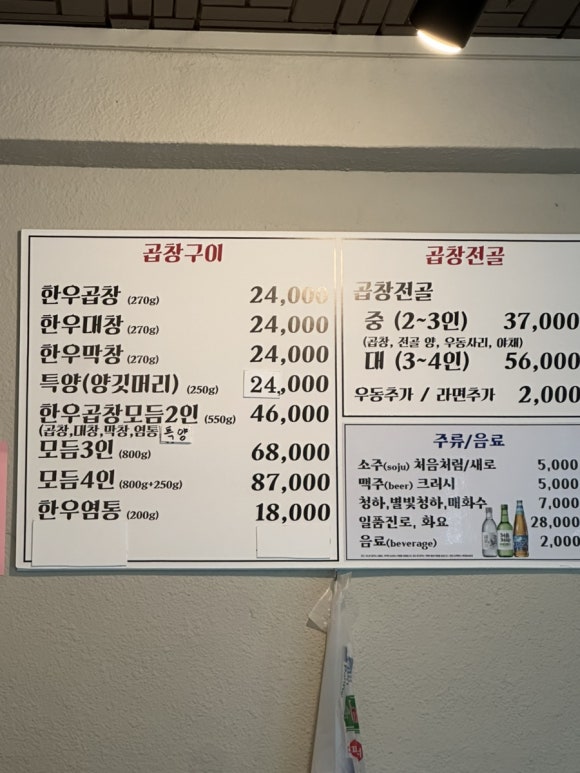 곱창구이
한우곱창 (270g) 24,000
한우대창 (270g) 24,000
한우막창 (270g) 24,000
특양(양깃머리) (250g) 24,000
한우곱창모듬2인 (550g) 46,000
(곱창,대창,막창,염통 특양
모듬3인 (800g) 68,000
모듬4인 (800g+250g) 87,000
한우염통 (200g) 18,000
곱창전골
곱창전골
중 (2~3인) 37,000
(곱창, 전골 양, 우동사리, 야채)
대 (3~4인) 56,000
우동추가 / 라면추가 2,000
주류/음료
소주(soju) 처음처럼/새로 5,000
맥주(beer) 크러시 5,000
청하,별빛청하,매화수 7,000
일품진로, 화요 28,000
음료(beverage) 2,000